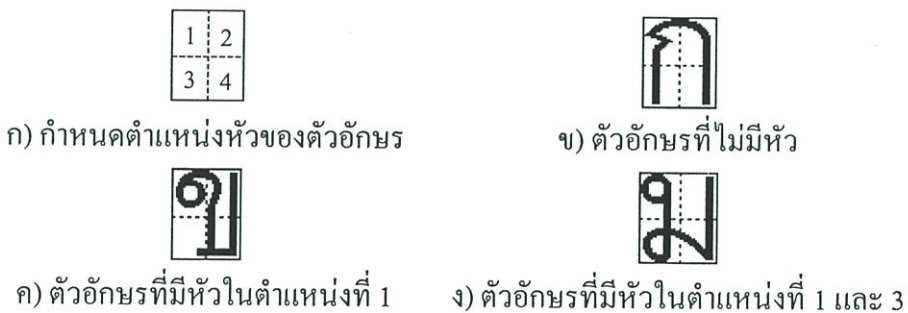 1 2
3 4
ก
ก) กำหนดตำแหน่งหัวของตัวอักษร
ข) ตัวอักษรที่ไม่มีหัว
ข
ม
ค) ตัวอักษรที่มีหัวในตำแหน่งที่ 1
ง) ตัวอักษรที่มีหัวในตำแหน่งที่ 1 และ 3